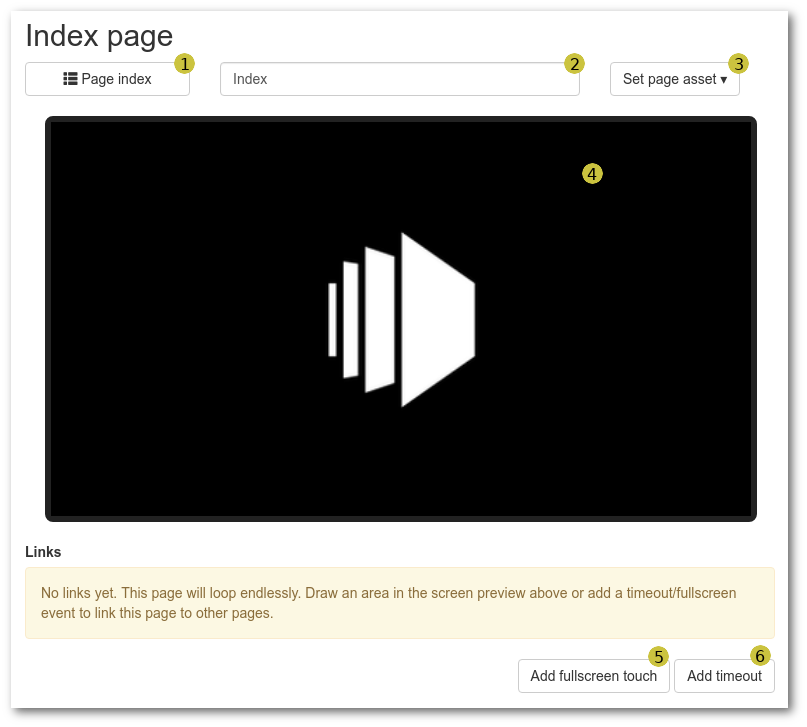 Index page
1 2 3
Page index Index Set page asset ▾
4
Links
No links yet. This page will loop endlessly. Draw an area in the screen preview above or add a timeout/fullscreen
event to link this page to other pages.
5 6
Add fullscreen touch Add timeout